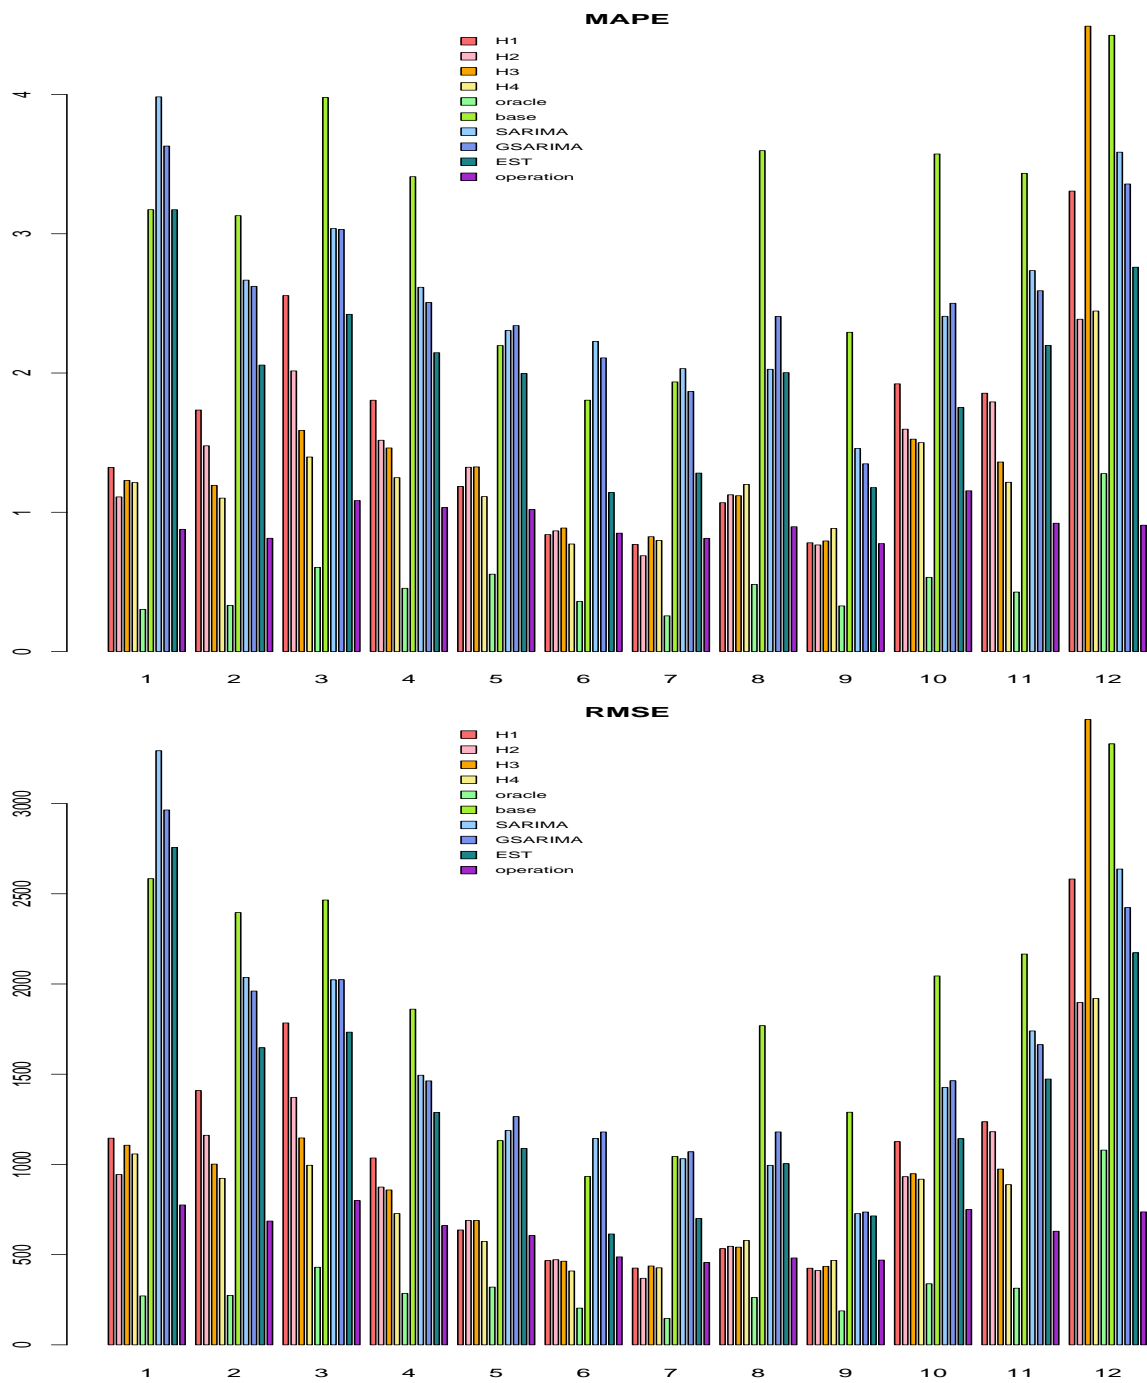 MAPE
H1
H2
H3
H4
oracle
base
SARIMA
GSARIMA
EST
operation
4
3
2
1
0
1 2 3 4 5 6 7 8 9 10 11 12
RMSE
H1
H2
H3
H4
oracle
base
SARIMA
GSARIMA
EST
operation
3000
2500
2000
1500
1000
500
0
1 2 3 4 5 6 7 8 9 10 11 12